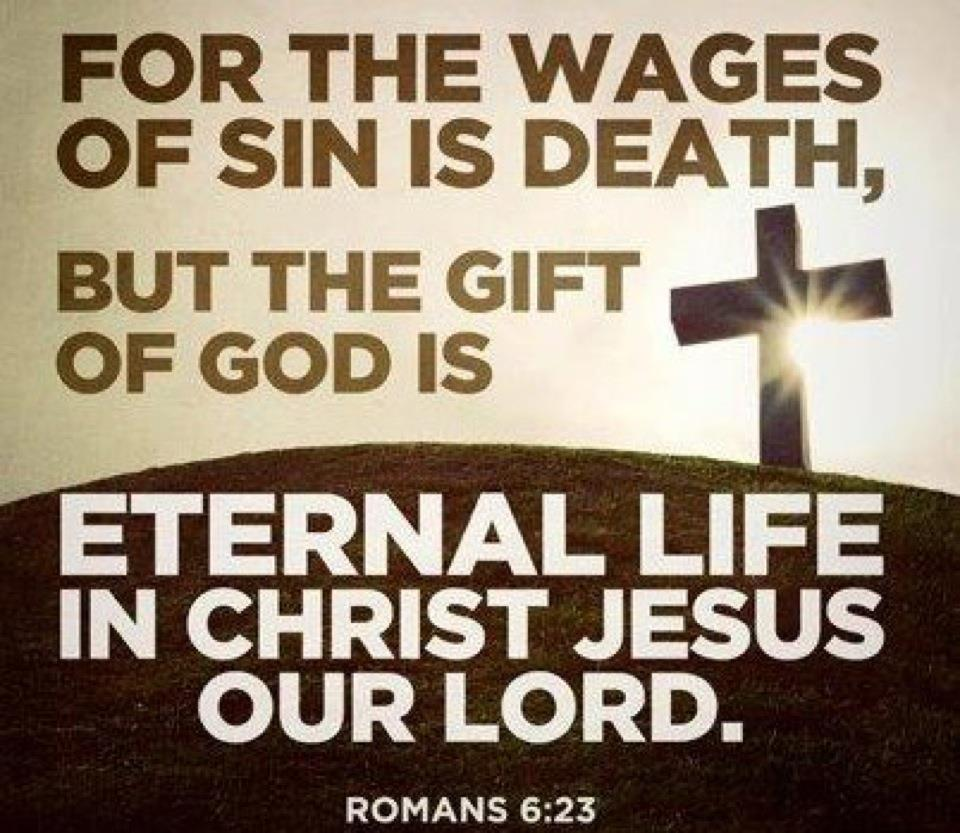 FOR THE WAGES
OF SIN IS DEATH,
BUT THE GIFT
OF GOD IS
ETERNAL LIFE
IN CHRIST JESUS
OUR LORD.
ROMANS 6:23